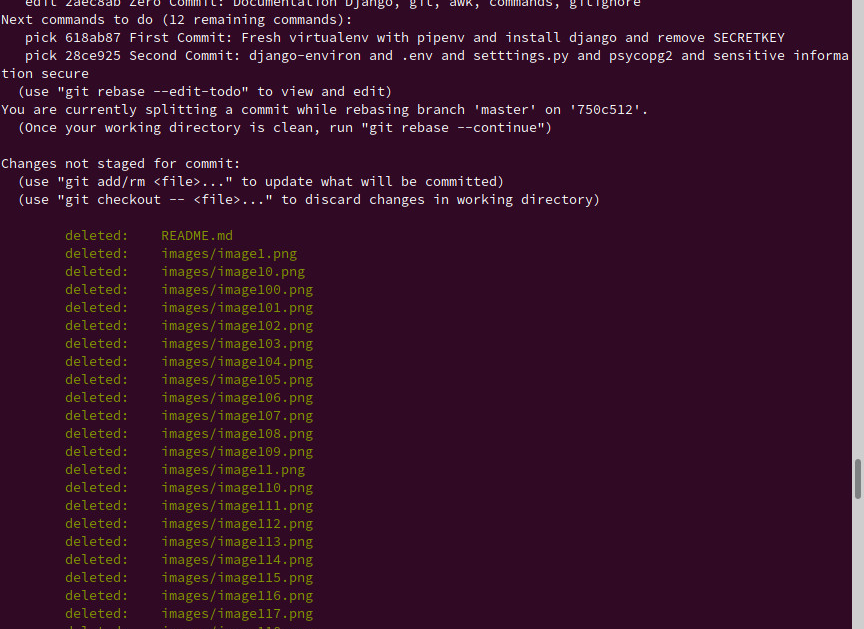 edit 2aec8ab Zero Commit: Documentation Django, git, awk, commands, gitignore
Next commands to do (12 remaining commands):
pick 618ab87 First Commit: Fresh virtualenv with pipenv and install django and remove SECRETKEY
pick 28ce925 Second Commit: django-environ and .env and setttings.py and psycopg2 and sensitive informa
tion secure
(use "git rebase --edit-todo" to view and edit)
You are currently splitting a commit while rebasing branch 'master' on '750c512'.
(Once your working directory is clean, run "git rebase --continue")
Changes not staged for commit:
(use "git add/rm <file>..." to update what will be committed)
(use "git checkout -- <file>..." to discard changes in working directory)
deleted: README.md
deleted: images/image1.png
deleted: images/image10.png
deleted: images/image100.png
deleted: images/image101.png
deleted: images/image102.png
deleted: images/image103.png
deleted: images/image104.png
deleted: images/image105.png
deleted: images/image106.png
deleted: images/image107.png
deleted: images/image108.png
deleted: images/image109.png
deleted: images/image11.png
deleted: images/image110.png
deleted: images/image111.png
deleted: images/image112.png
deleted: images/image113.png
deleted: images/image114.png
deleted: images/image115.png
deleted: images/image116.png
deleted: images/image117.png